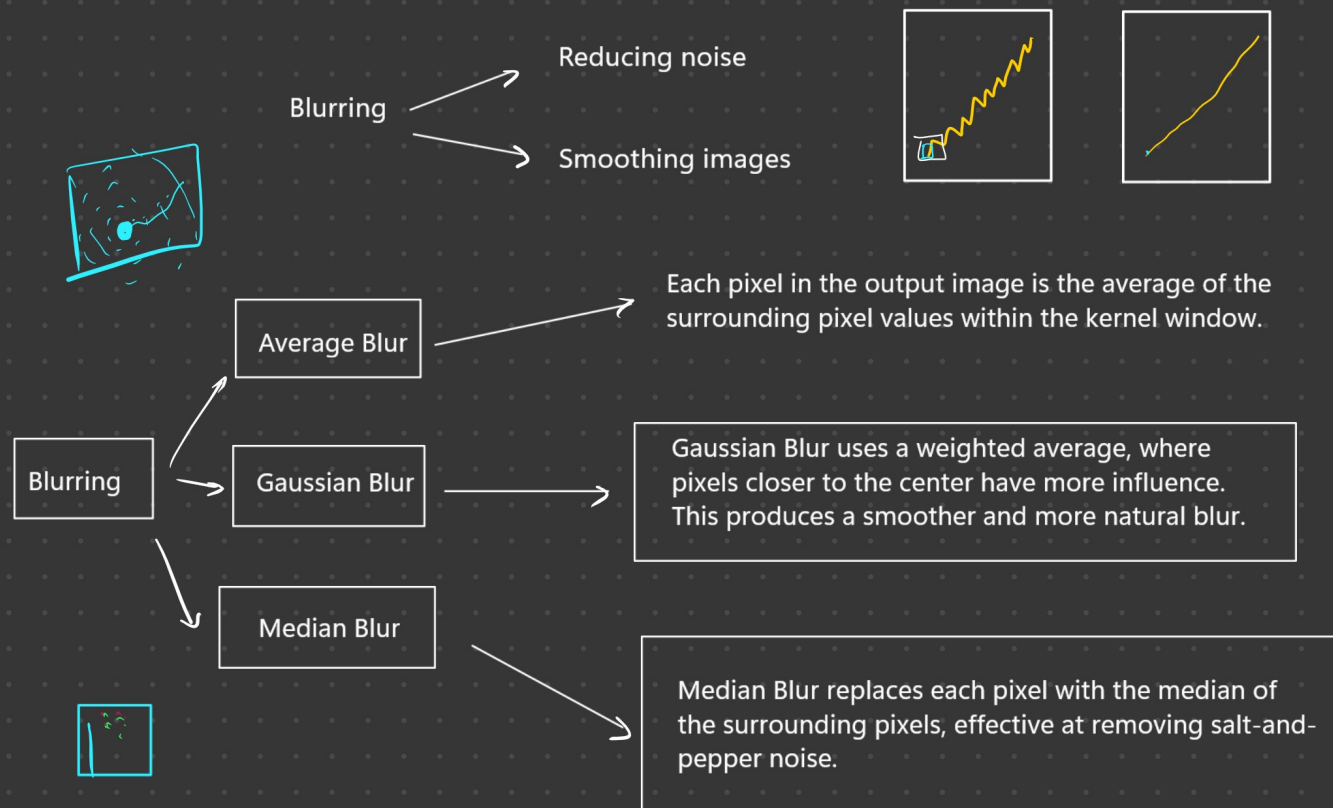 Reducing noise
Blurring
Smoothing images
Average Blur
Each pixel in the output image is the average of the
surrounding pixel values within the kernel window.
Blurring
Gaussian Blur
Gaussian Blur uses a weighted average, where
pixels closer to the center have more influence.
This produces a smoother and more natural blur.
Median Blur
Median Blur replaces each pixel with the median of
the surrounding pixels, effective at removing salt-and-
pepper noise.